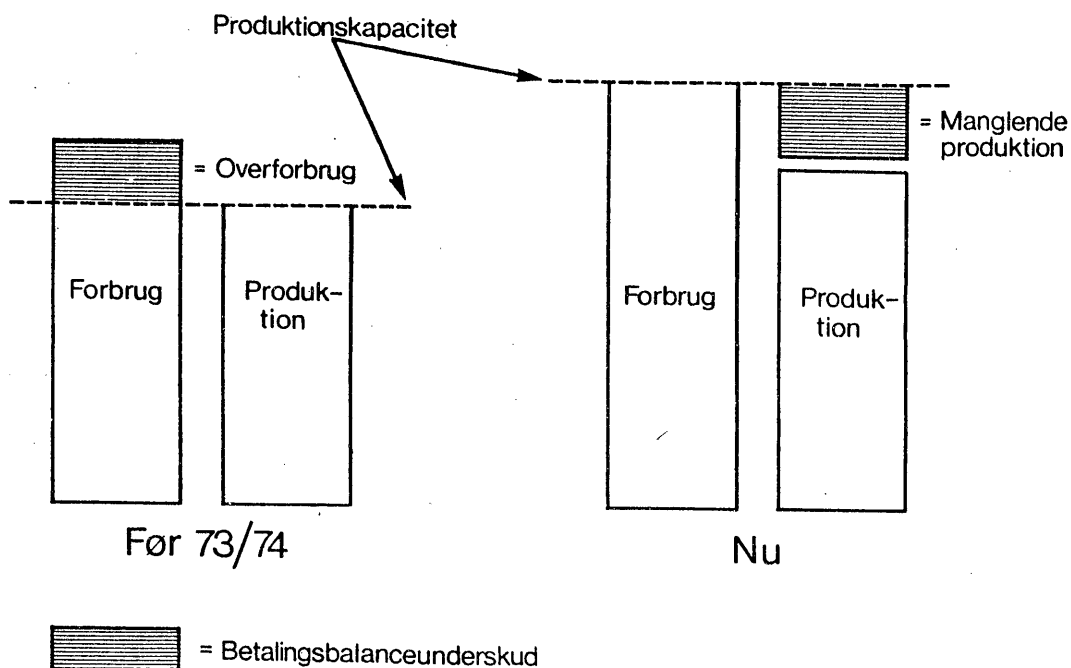 Produktionskapacitet
= Overforbrug
Forbrug
Produk-
tion
Før 73/74
= Manglende
produktion
Forbrug
Produk-
tion
Nu
= Betalingsbalanceunderskud